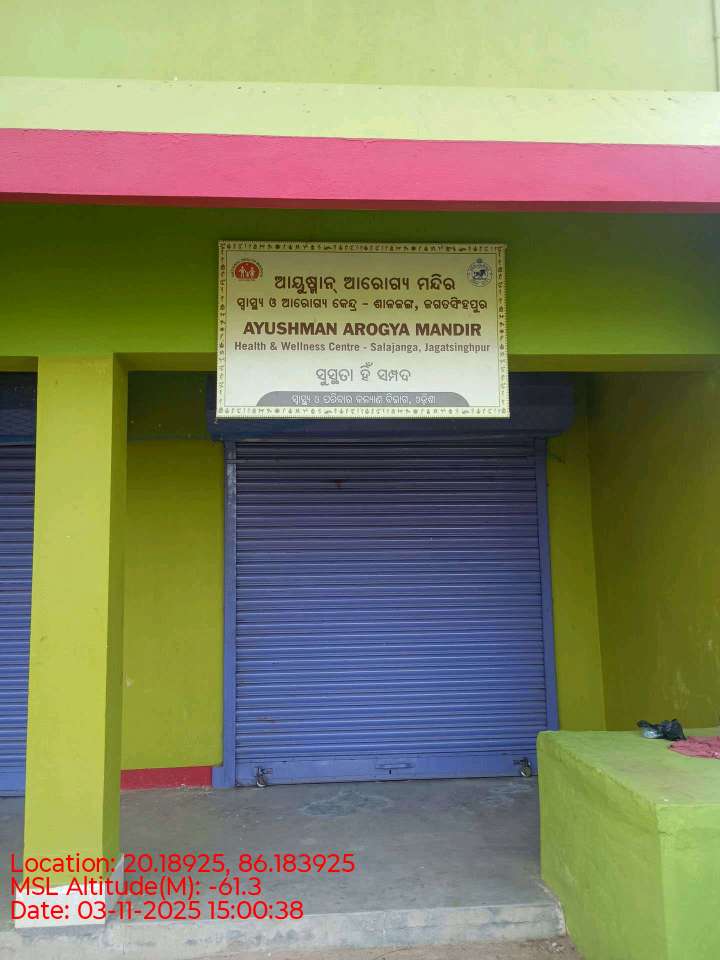 ଆୟୁଷ୍ମାନ୍ ଆରୋଗ୍ୟ ମନ୍ଦିର
ସ୍ୱାସ୍ଥ୍ୟ ଓ ଆରୋଗ୍ୟ କେନ୍ଦ୍ର - ଶାଳଜଙ୍ଗ, ଜଗତସିଂହପୁର
AYUSHMAN AROGYA MANDIR
Health & Wellness Centre - Salajanga, Jagatsinghpur
ସୁସ୍ଥତା ହିଁ ସମ୍ପଦ
ସ୍ୱାସ୍ଥ୍ୟ ଓ ପରିବାର କଲ୍ୟାଣ ବିଭାଗ, ଓଡ଼ିଶା
Location: 20.18925, 86.183925
MSL Altitude(M): -61.3
Date: 03-11-2025 15:00:38